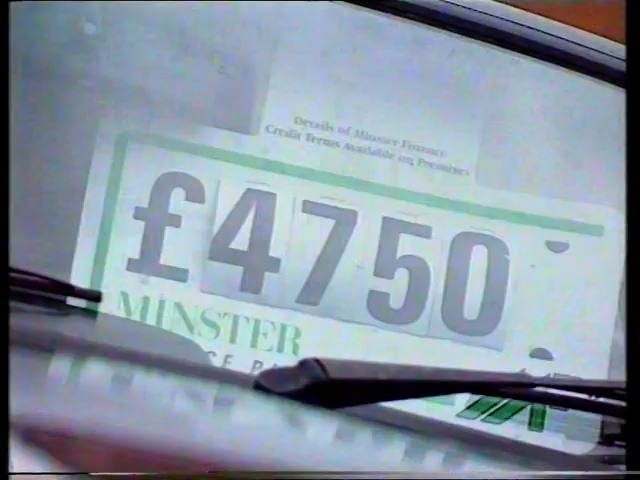 Details of Minster Finance
Credit Terms Available on Premises
£4750
MINSTER